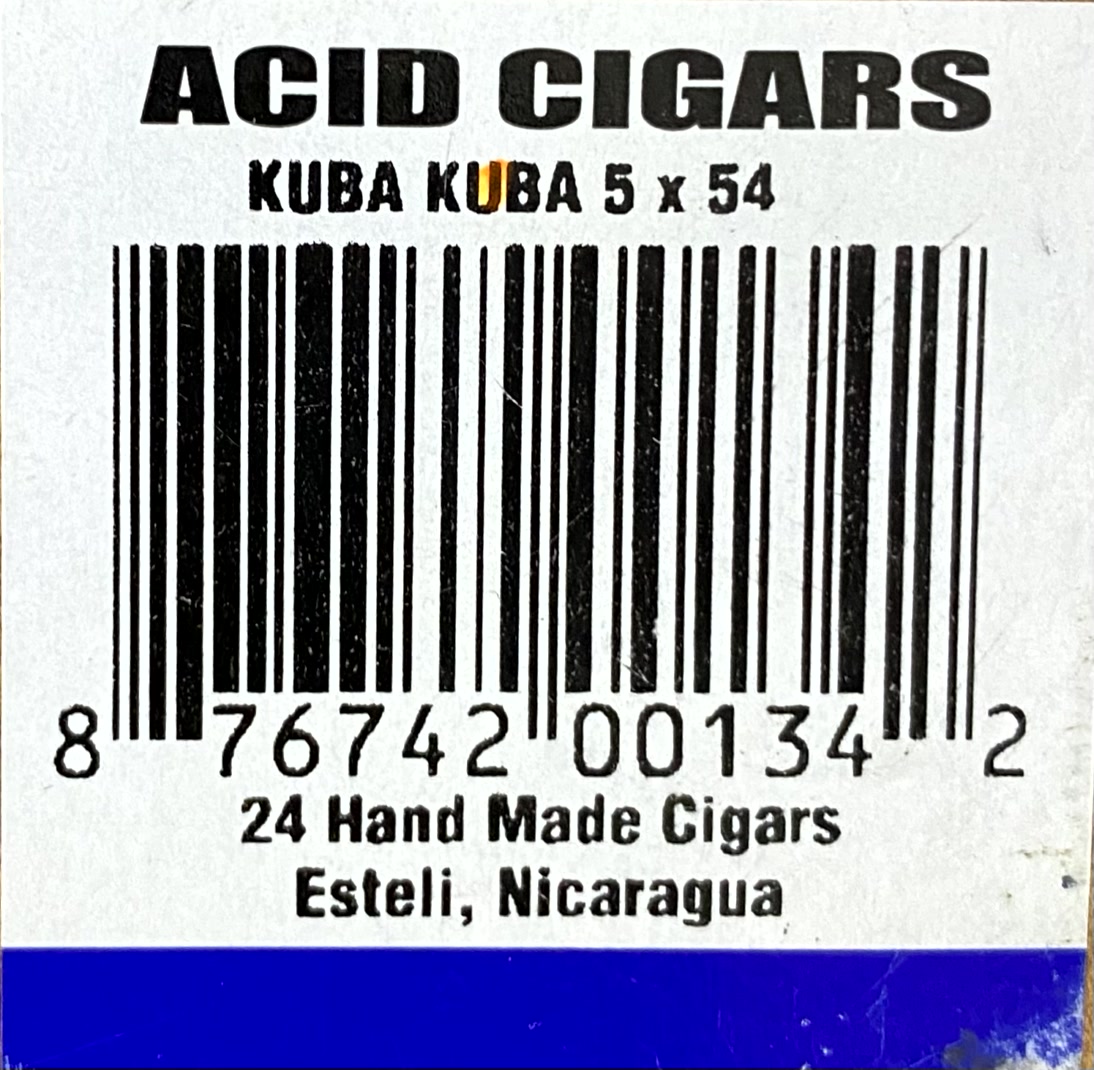 ACID CIGARS
KUBA KUBA 5 x 54
8 76742 00134 2
24 Hand Made Cigars
Esteli, Nicaragua